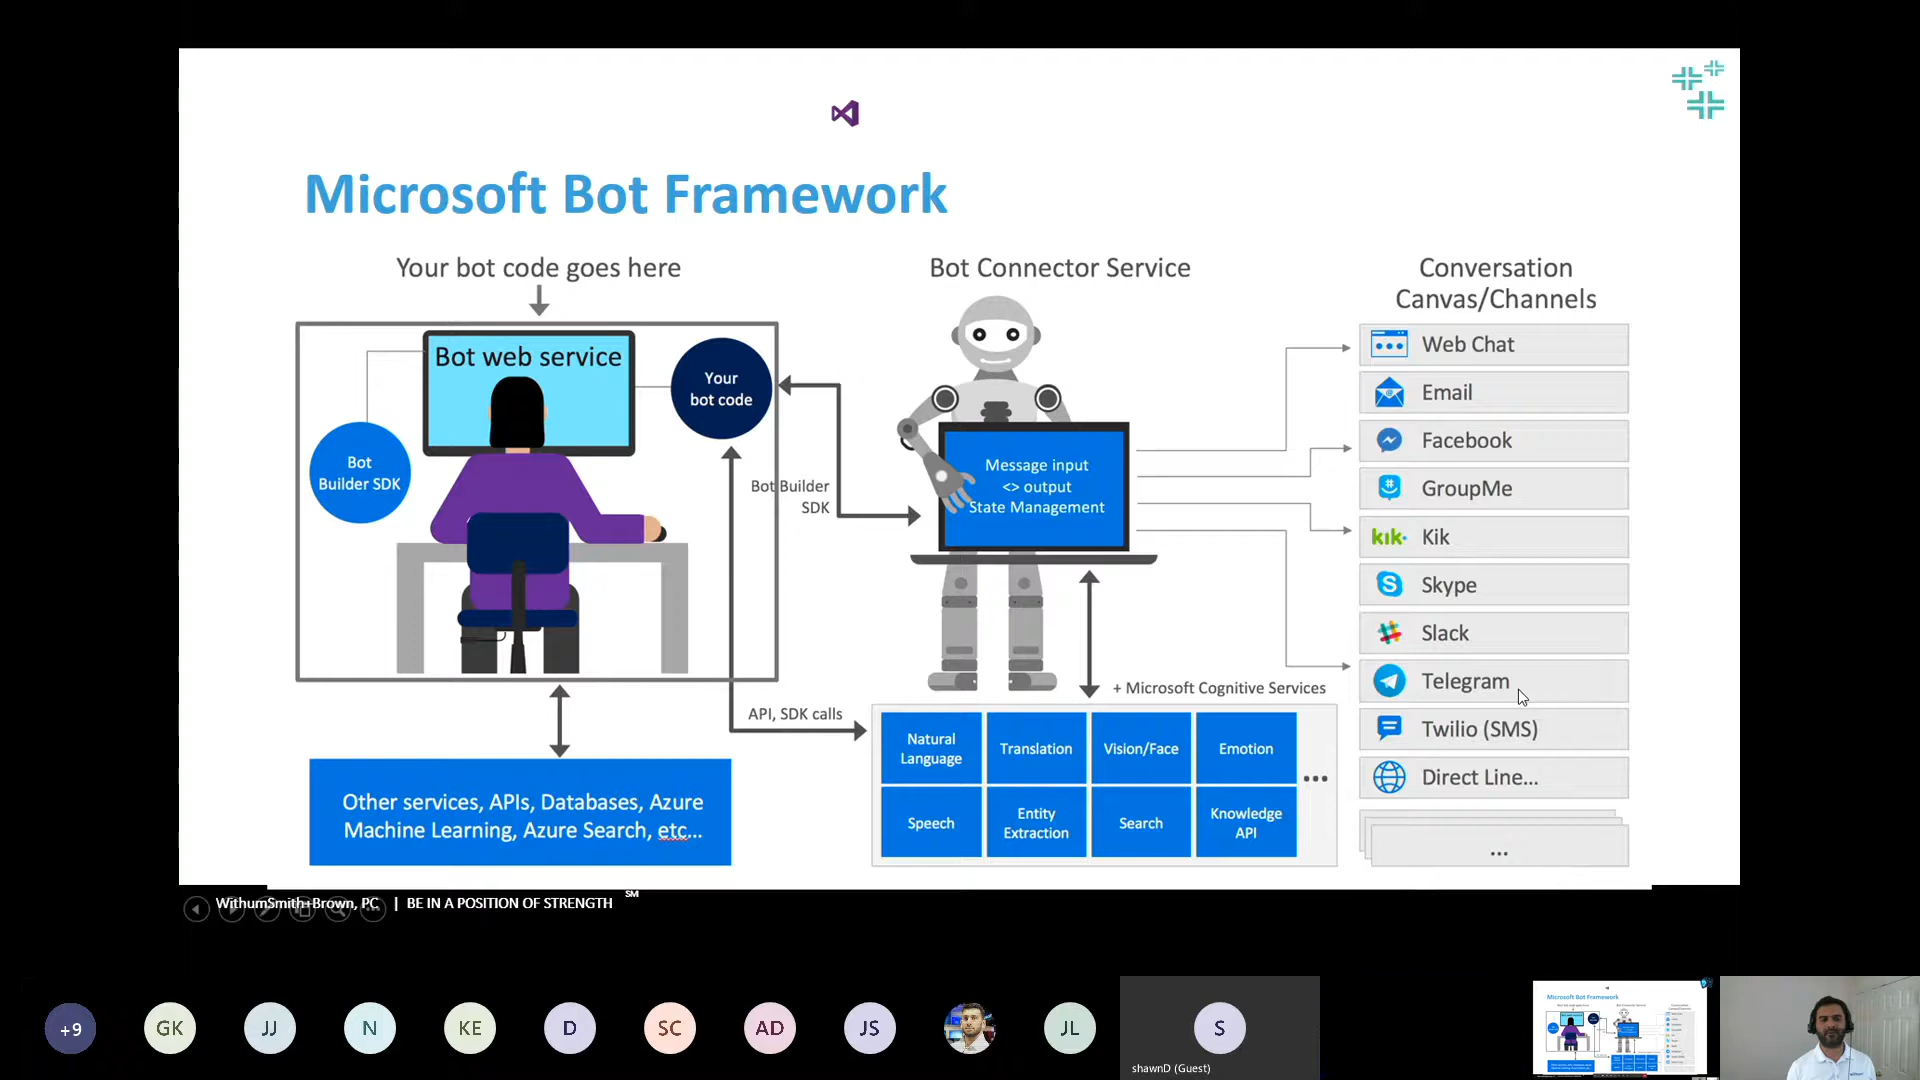 Microsoft Bot Framework
Your bot code goes here
Bot web service
Your
bot code
Bot
Builder SDK
Bot Builder
SDK
API, SDK calls
Other services, APIs, Databases, Azure
Machine Learning, Azure Search, etc...
Bot Connector Service
Message input
<> output
State Management
+ Microsoft Cognitive Services
Natural
Language
Translation
Vision/Face
Emotion
Speech
Entity
Extraction
Search
Knowledge
API
...
Conversation
Canvas/Channels
Web Chat
Email
Facebook
GroupMe
kik.
Kik
Skype
Slack
Telegram
Twilio (SMS)
Direct Line...
...
WithumSmith+Brown, PC | BE IN A POSITION OF STRENGTH SM
+9
GK
JJ
N
KE
D
SC
AD
JS
JL
S
shawnD (Guest)
Microsoft Bot Framework